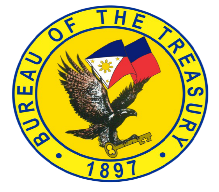 BUREAU OF THE TREASURY
1897